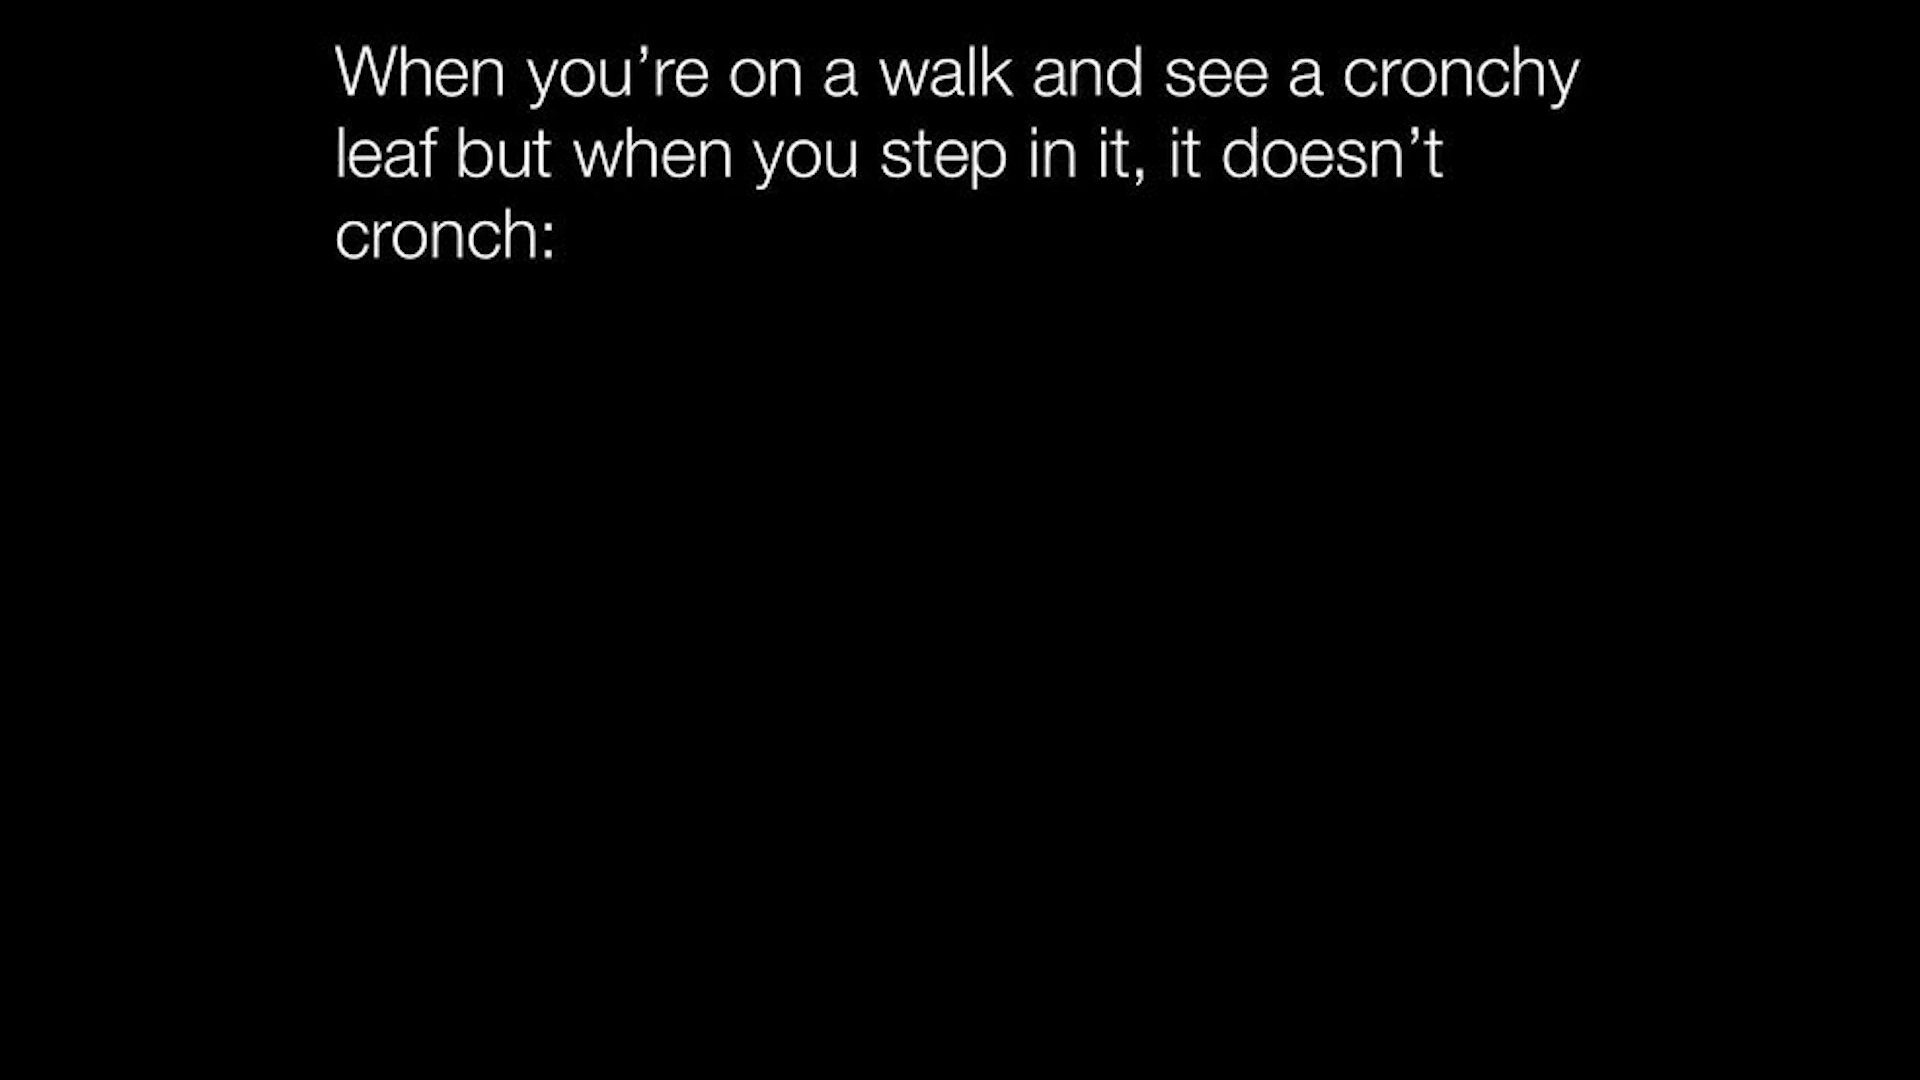 When you’re on a walk and see a cronchy
leaf but when you step in it, it doesn’t
cronch: